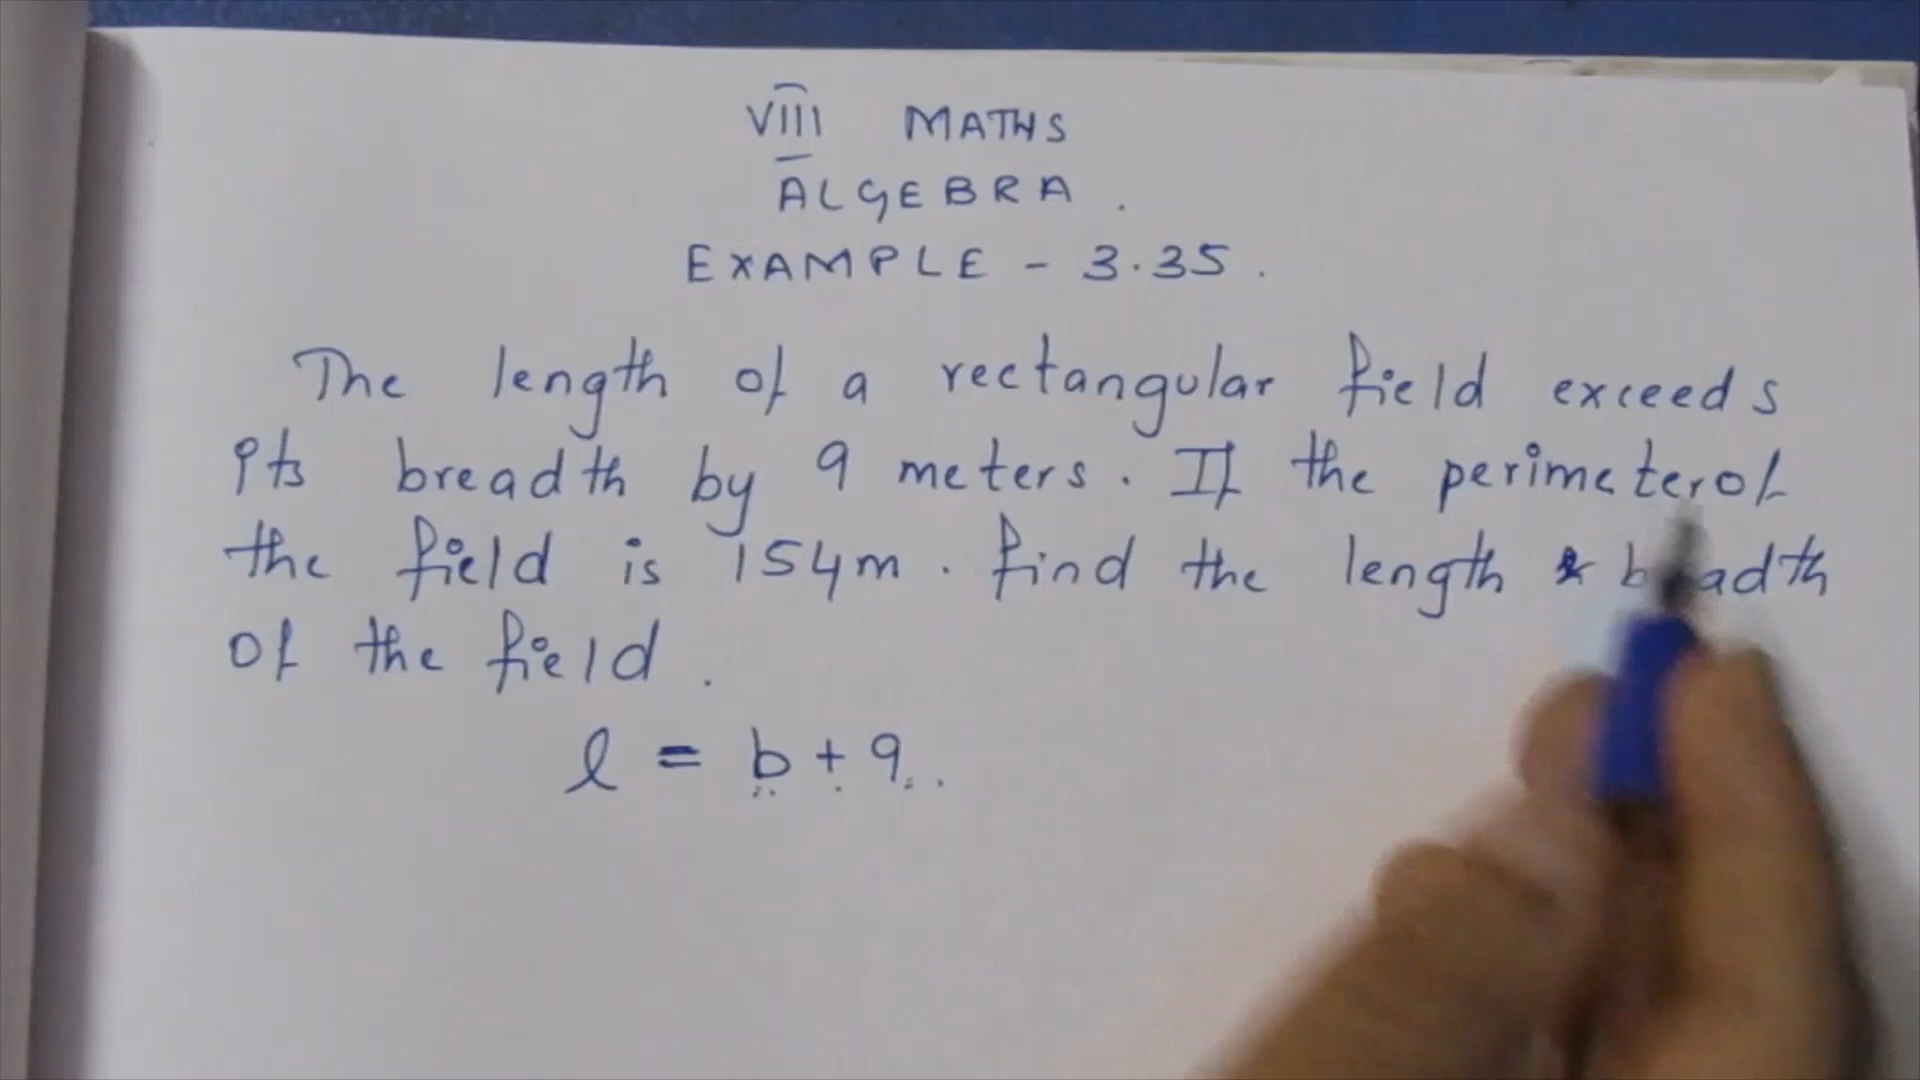 VIII MATHS
ALGEBRA.
EXAMPLE - 3.35.
The length of a rectangular field exceeds
its breadth by 9 meters. If the perimeter of
the field is 154m. find the length & breadth
of the field.
l = b + 9..